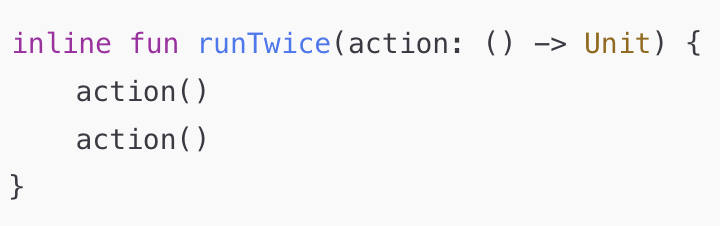 inline fun runTwice(action: () -> Unit) {
    action()
    action()
}